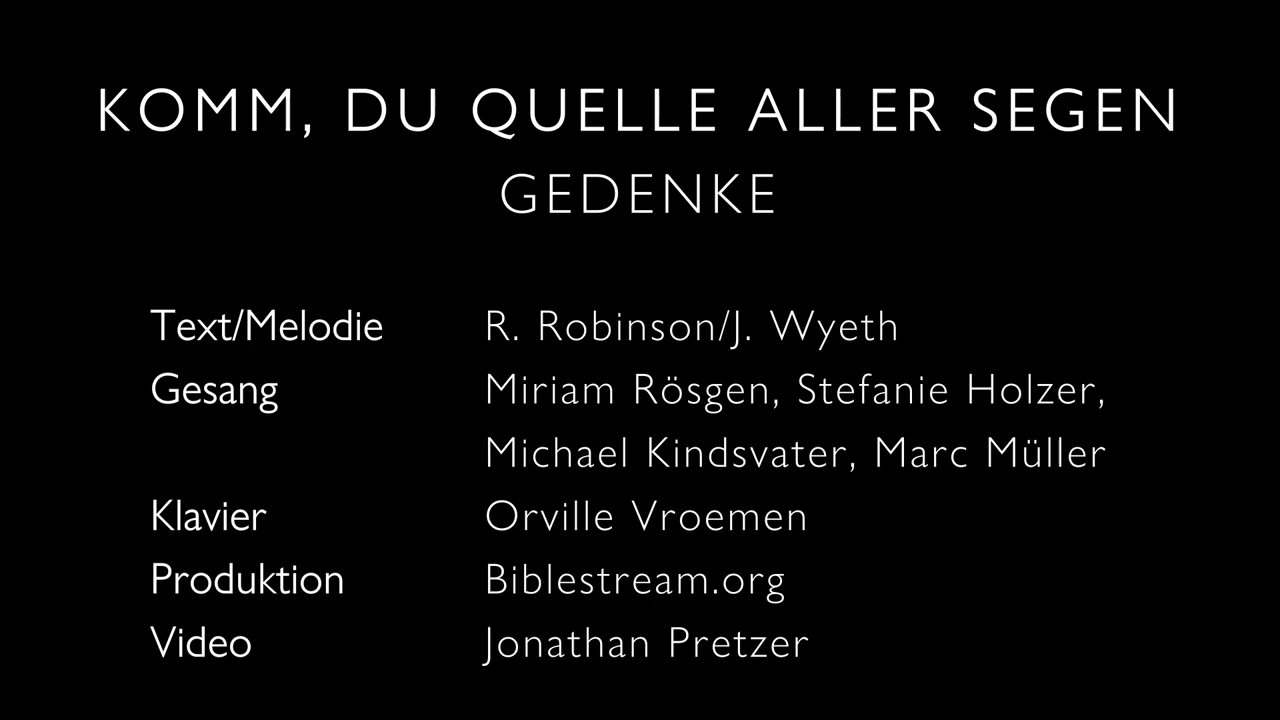 KOMM, DU QUELLE ALLER SEGEN
GEDENKE
Text/Melodie R. Robinson/J. Wyeth
Gesang Miriam Rösgen, Stefanie Holzer,
Michael Kindsvater, Marc Müller
Klavier Orville Vroemen
Produktion Biblestream.org
Video Jonathan Pretzer